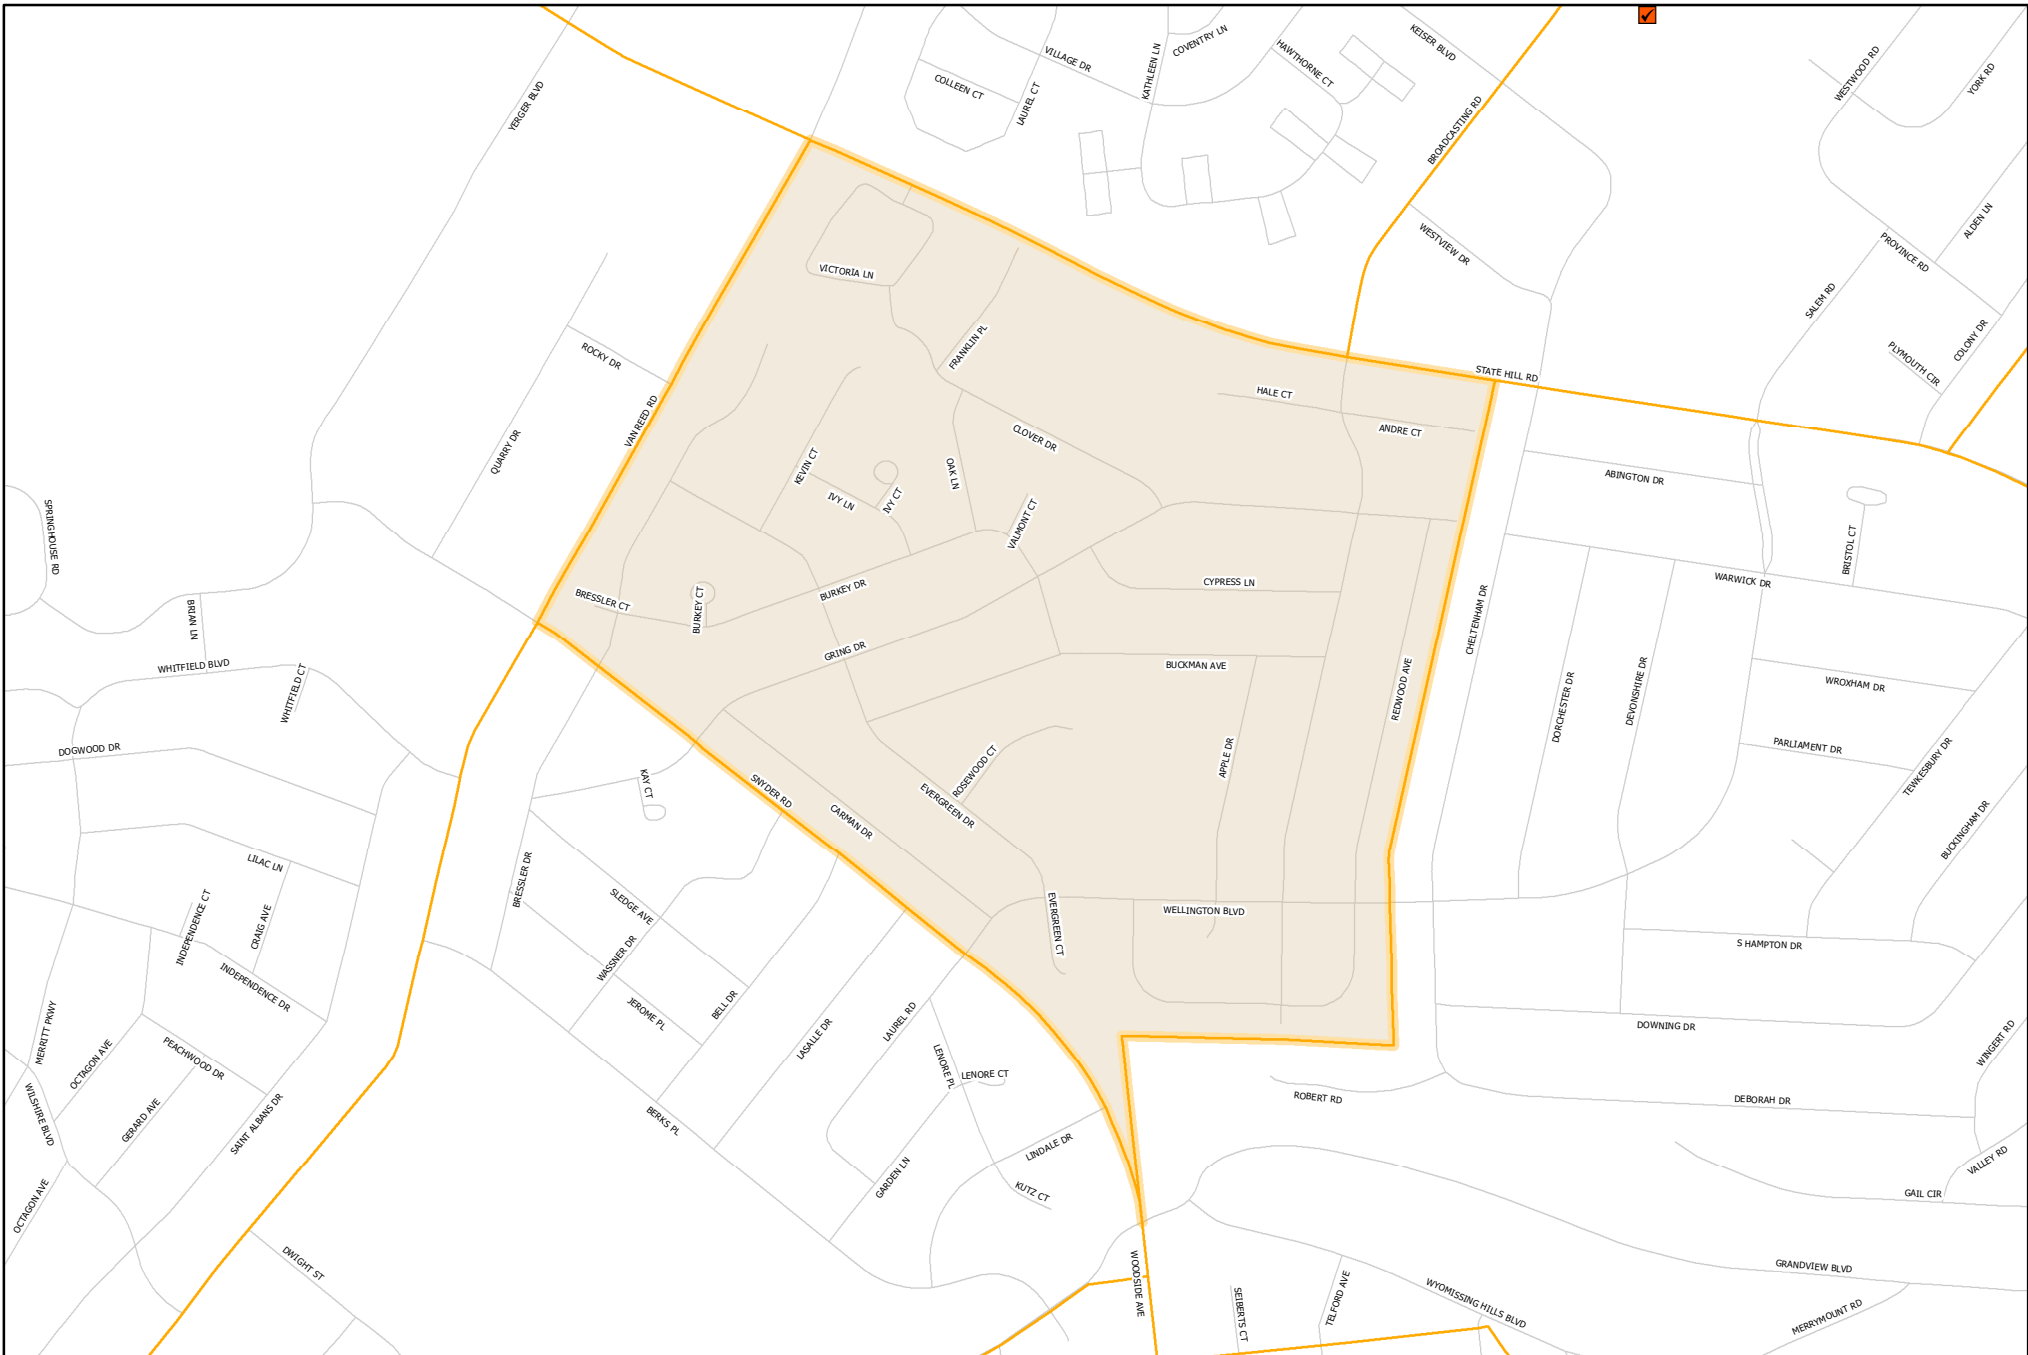 COVENTRY LN
KEISER BLVD
VILLAGE DR
HAWTHORNE CT
KATHLEEN LN
WESTWOOD RD
YORK RD
COLLEEN CT
LAUREL CT
YERGER BLVD
BROADCASTING RD
ALDEN LN
WESTVIEW DR
PROVINCE RD
VICTORIA LN
SALEM RD
FRANKLIN PL
COLONY DR
ROCKY DR
PLYMOUTH CIR
STATE HILL RD
HALE CT
VAN REED RD
ANDRE CT
CLOVER DR
QUARRY DR
KEVIN CT
OAK LN
ABINGTON DR
IVY LN
IVY CT
VALMONT CT
SPRINGHOUSE RD
BRISTOL CT
CYPRESS LN
WARWICK DR
BURKEY DR
BRESSLER CT
BURKEY CT
BRIAN LN
CHELTENHAM DR
GRING DR
WHITFIELD BLVD
BUCKMAN AVE
WHITFIELD CT
REDWOOD AVE
DEVONSHIRE DR
WROXHAM DR
DORCHESTER DR
DOGWOOD DR
PARLIAMENT DR
APPLE DR
TEWKESBURY DR
ROSEWOOD CT
KAY CT
SNYDER RD
EVERGREEN DR
CARMAN DR
BUCKINGHAM DR
LILAC LN
BRESSLER DR
SLEDGE AVE
WELLINGTON BLVD
EVERGREEN CT
INDEPENDENCE CT
CRAIG AVE
S HAMPTON DR
WASSNER DR
INDEPENDENCE DR
BELL DR
JEROME PL
LAUREL RD
DOWNING DR
MERRITT PKWY
LASALLE DR
WINGERT RD
PEACHWOOD DR
OCTAGON AVE
LENORE PL
LENORE CT
ROBERT RD
DEBORAH DR
WILSHIRE BLVD
GERARD AVE
SAINT ALBANS DR
BERKS PL
LINDALE DR
VALLEY RD
GARDEN LN
KUTZ CT
GAIL CIR
OCTAGON AVE
DWIGHT ST
GRANDVIEW BLVD
WOODSIDE AVE
TELFORD AVE
WYOMISSING HILLS BLVD
SEIBERTS CT
MERRYMOUNT RD